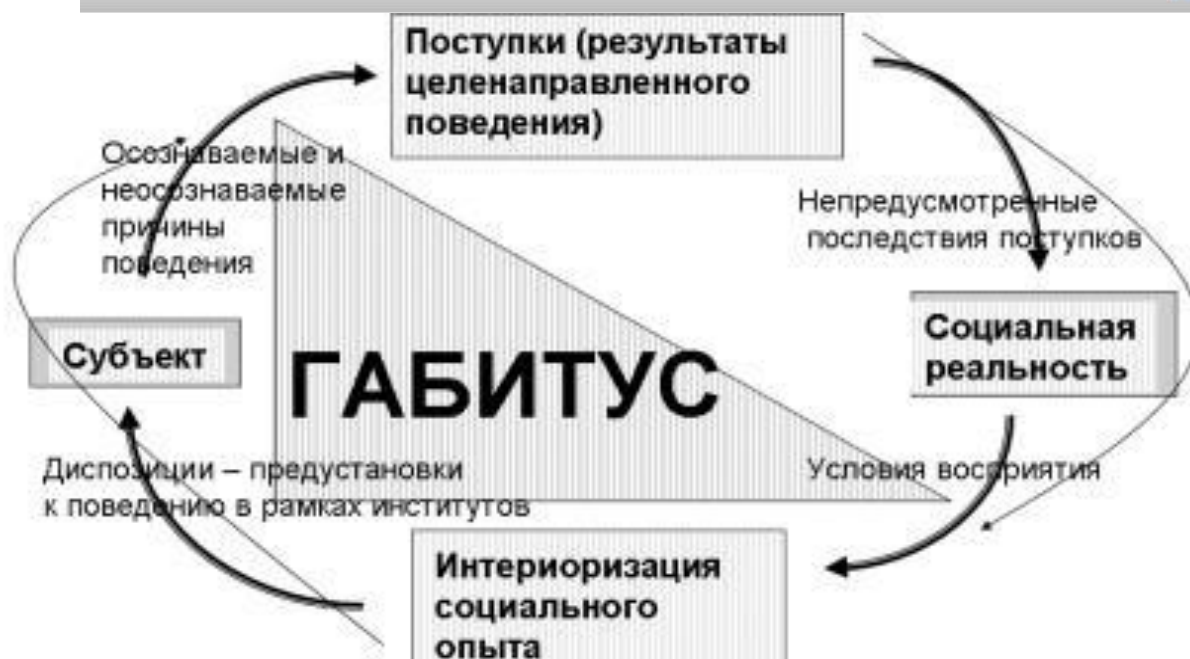 Поступки (результаты
целенаправленного
поведения)
Осознаваемые и
неосознаваемые
причины
поведения
Непредусмотренные
последствия поступков
Субъект
ГАБИТУС
Социальная
реальность
Диспозиции – предустановки
к поведению в рамках институтов
Условия восприятия
Интериоризация
социального
опыта